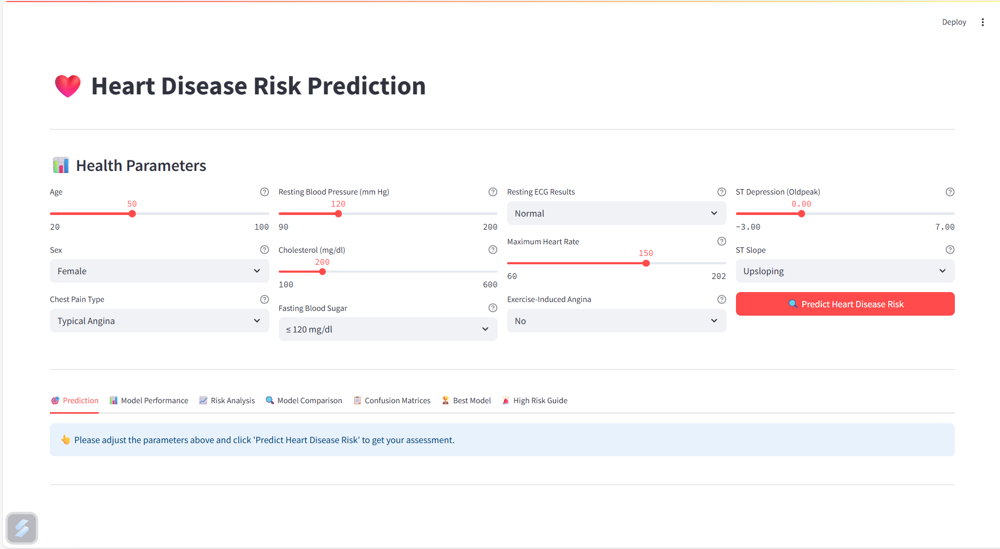 Deploy
Heart Disease Risk Prediction
Health Parameters
Age
50
20 100
Sex
Female
Chest Pain Type
Typical Angina
Resting Blood Pressure (mm Hg)
120
90 200
Cholesterol (mg/dl)
200
100 600
Fasting Blood Sugar
≤ 120 mg/dl
Resting ECG Results
Normal
Maximum Heart Rate
150
60 202
Exercise-Induced Angina
No
ST Depression (Oldpeak)
0.00
-3.00 7.00
ST Slope
Upsloping
Predict Heart Disease Risk
Prediction Model Performance Risk Analysis Model Comparison Confusion Matrices Best Model High Risk Guide
Please adjust the parameters above and click 'Predict Heart Disease Risk' to get your assessment.